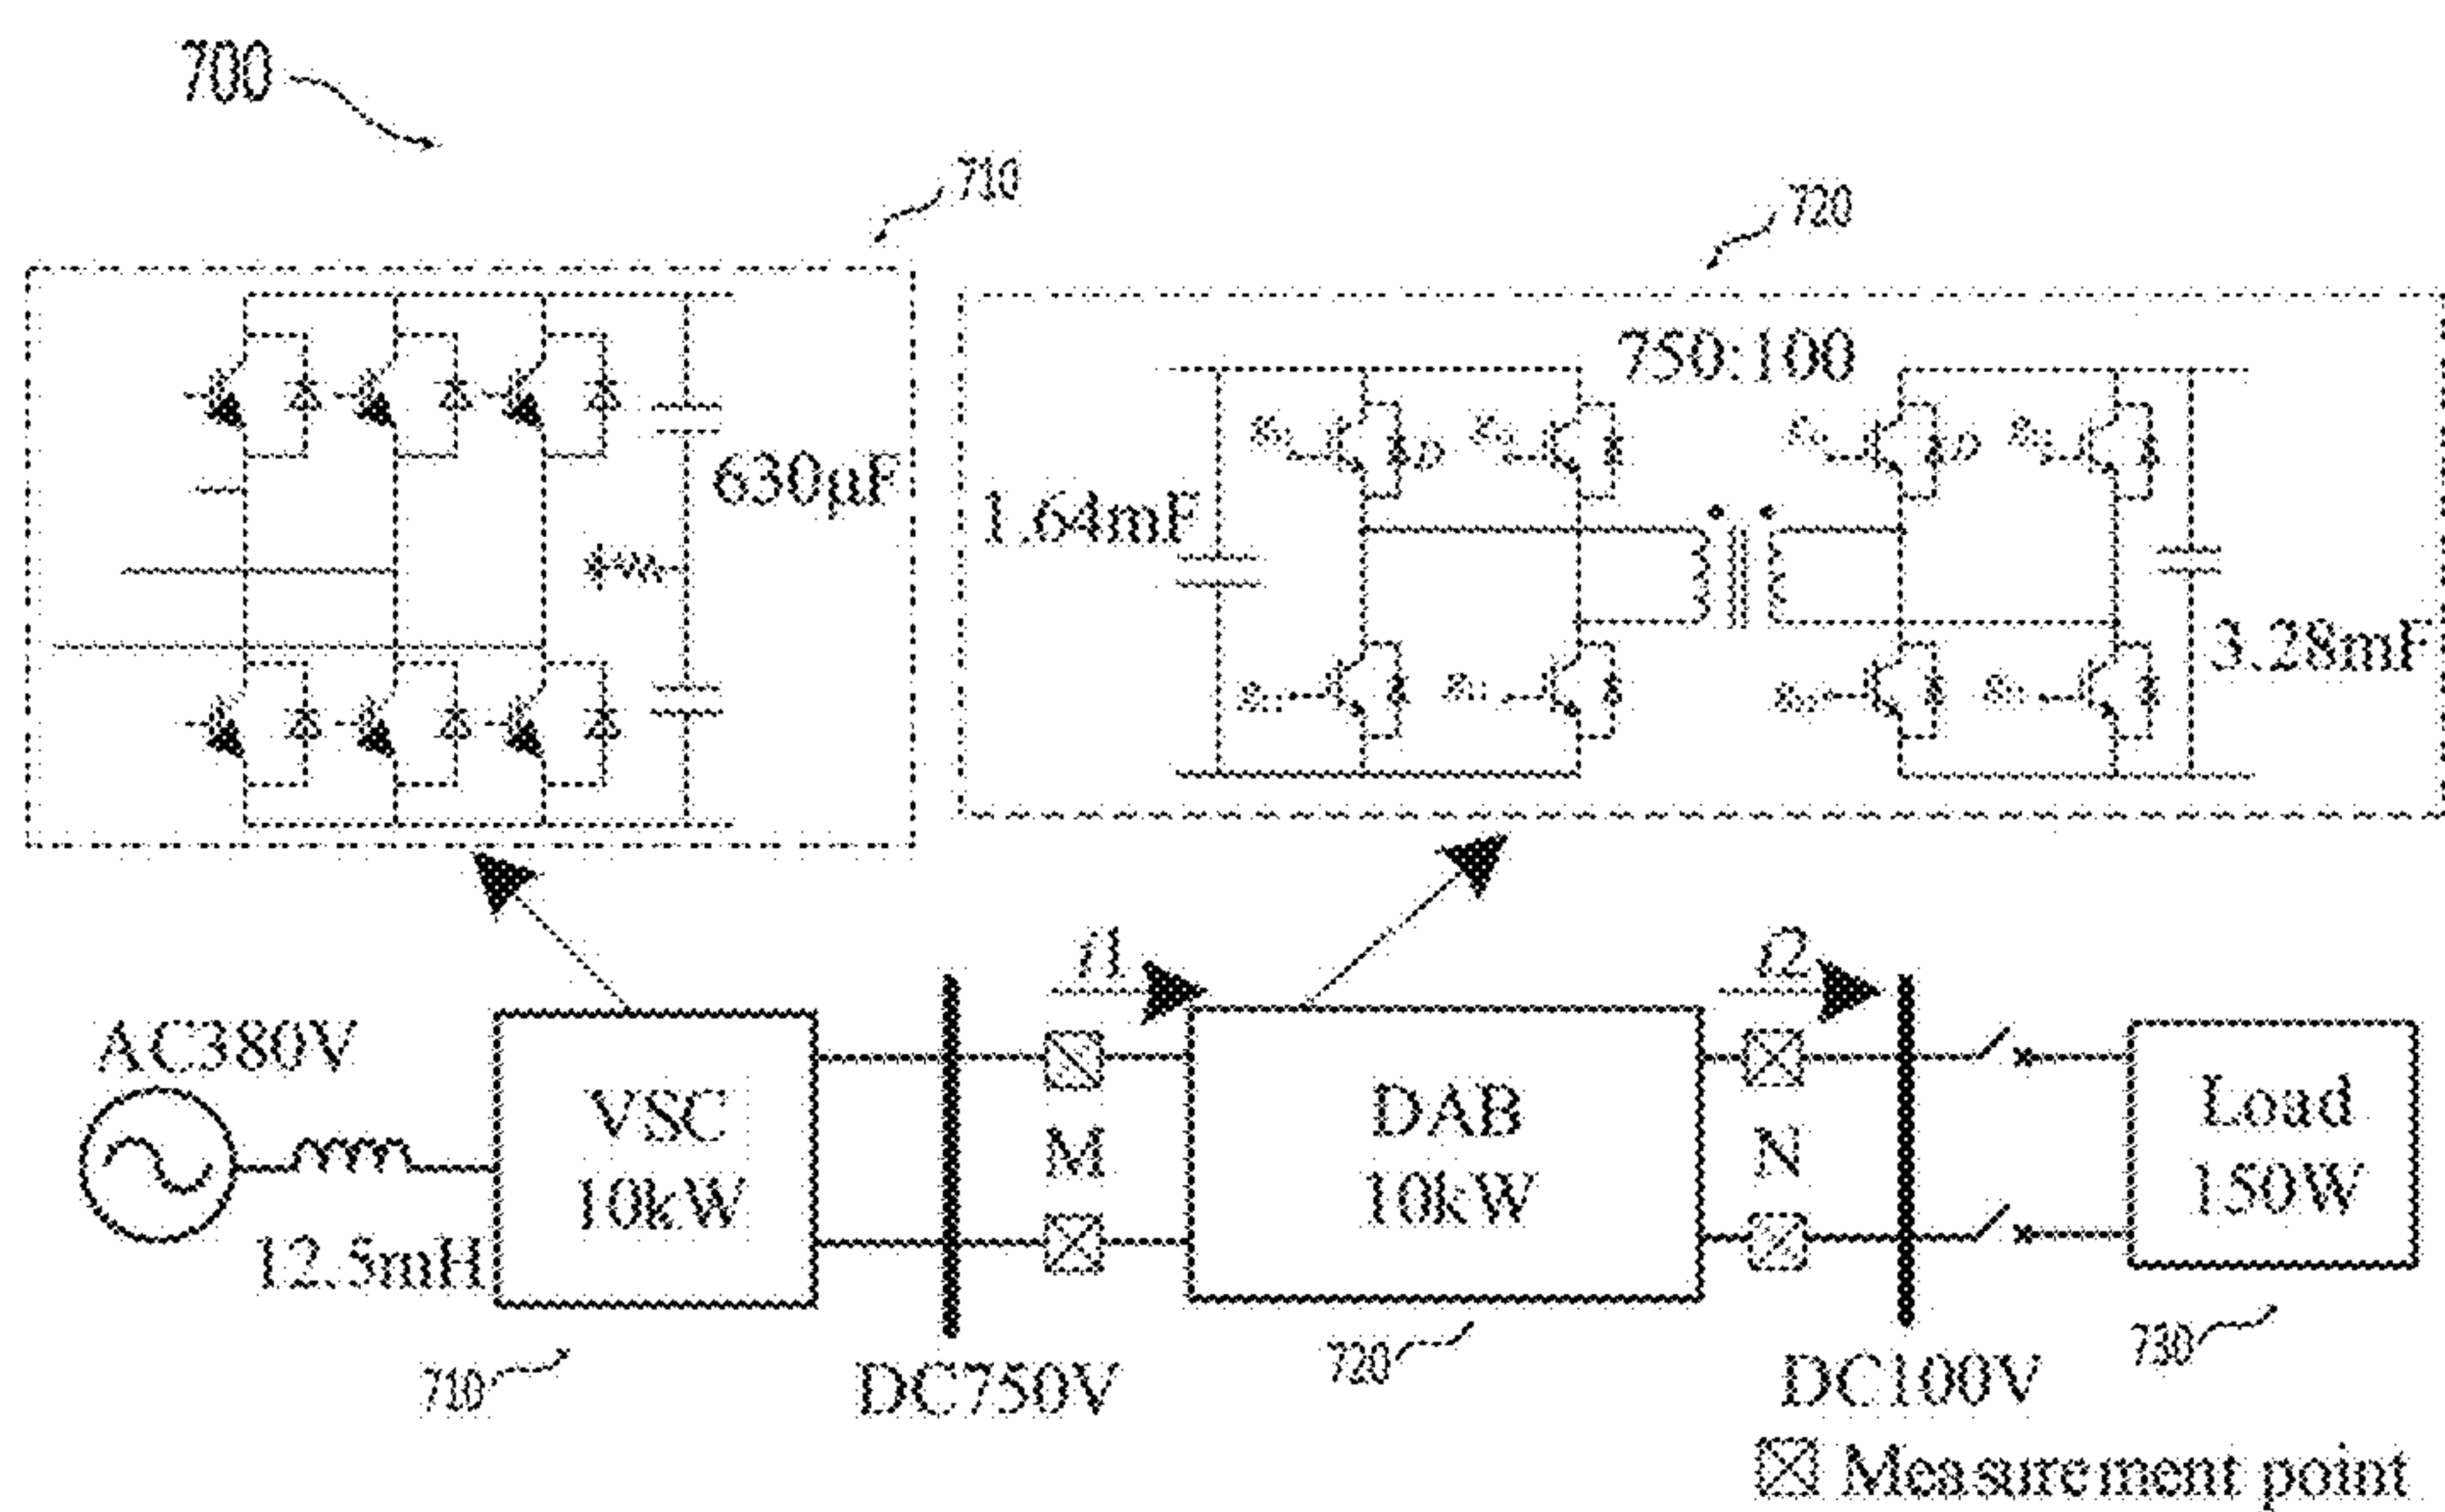 700
710
720
750:100
630μF
1.64mF
D
D
3.28mF
i1
i2
AC380V
VSC
10kW
M
DAB
10kW
N
Load
150W
12.5mH
710
DC750V
720
DC100V
730
Measurement point